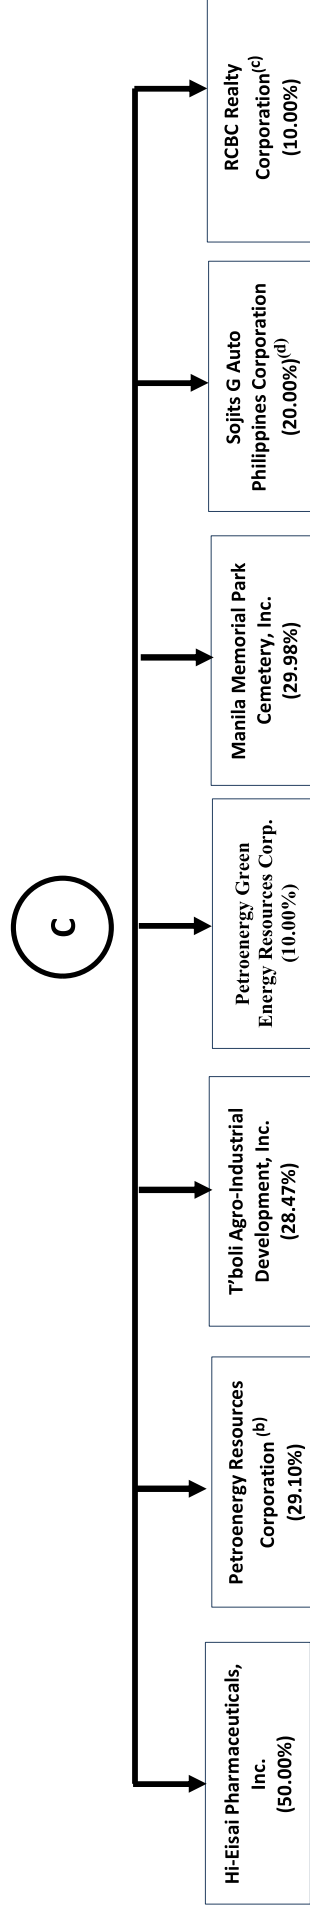 C
Hi-Eisai Pharmaceuticals,
Inc.
(50.00%)
Petroenergy Resources
Corporation (b)
(29.10%)
T'boli Agro-Industrial
Development, Inc.
(28.47%)
Petroenergy Green
Energy Resources Corp.
(10.00%)
Manila Memorial Park
Cemetery, Inc.
(29.98%)
Sojits G Auto
Philippines Corporation
(20.00%)(d)
RCBC Realty
Corporation(c)
(10.00%)